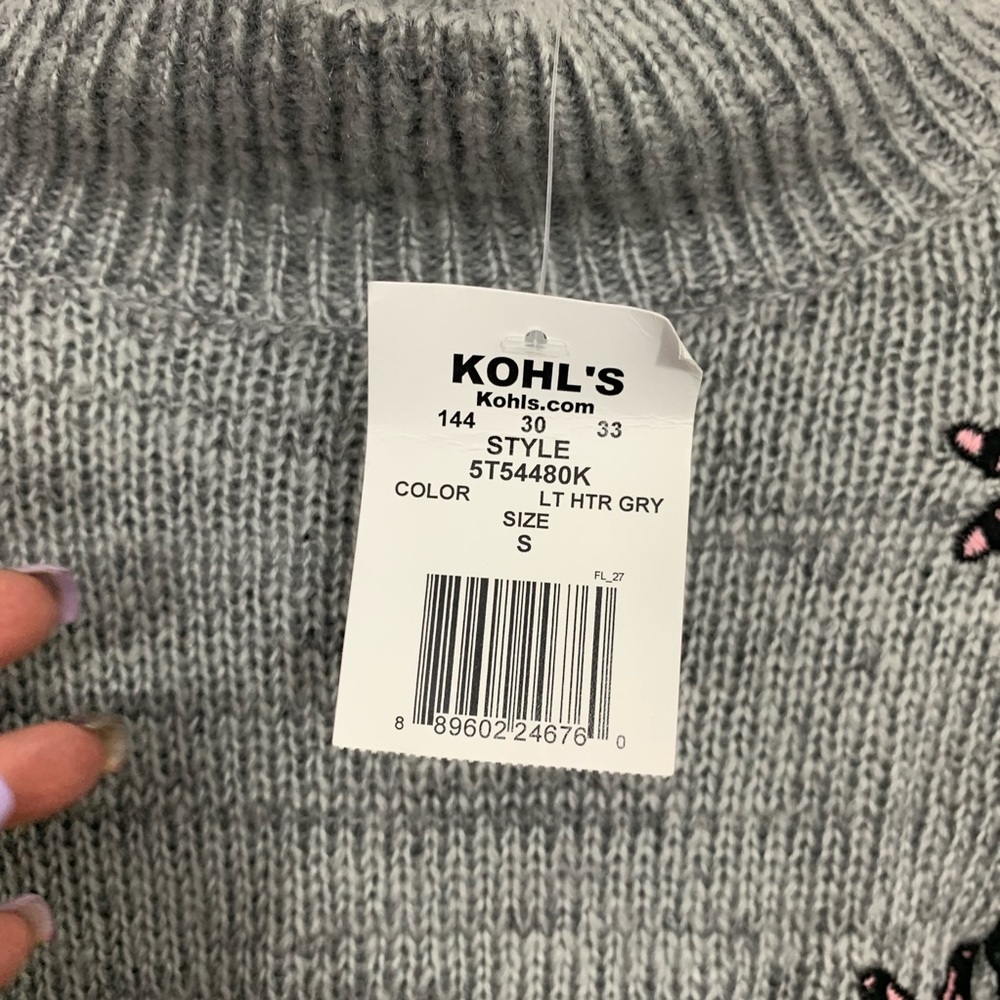 KOHL'S
Kohls.com
144 30 33
STYLE
5T54480K
COLOR LT HTR GRY
SIZE
S
FL_27
8 89602 24676 0